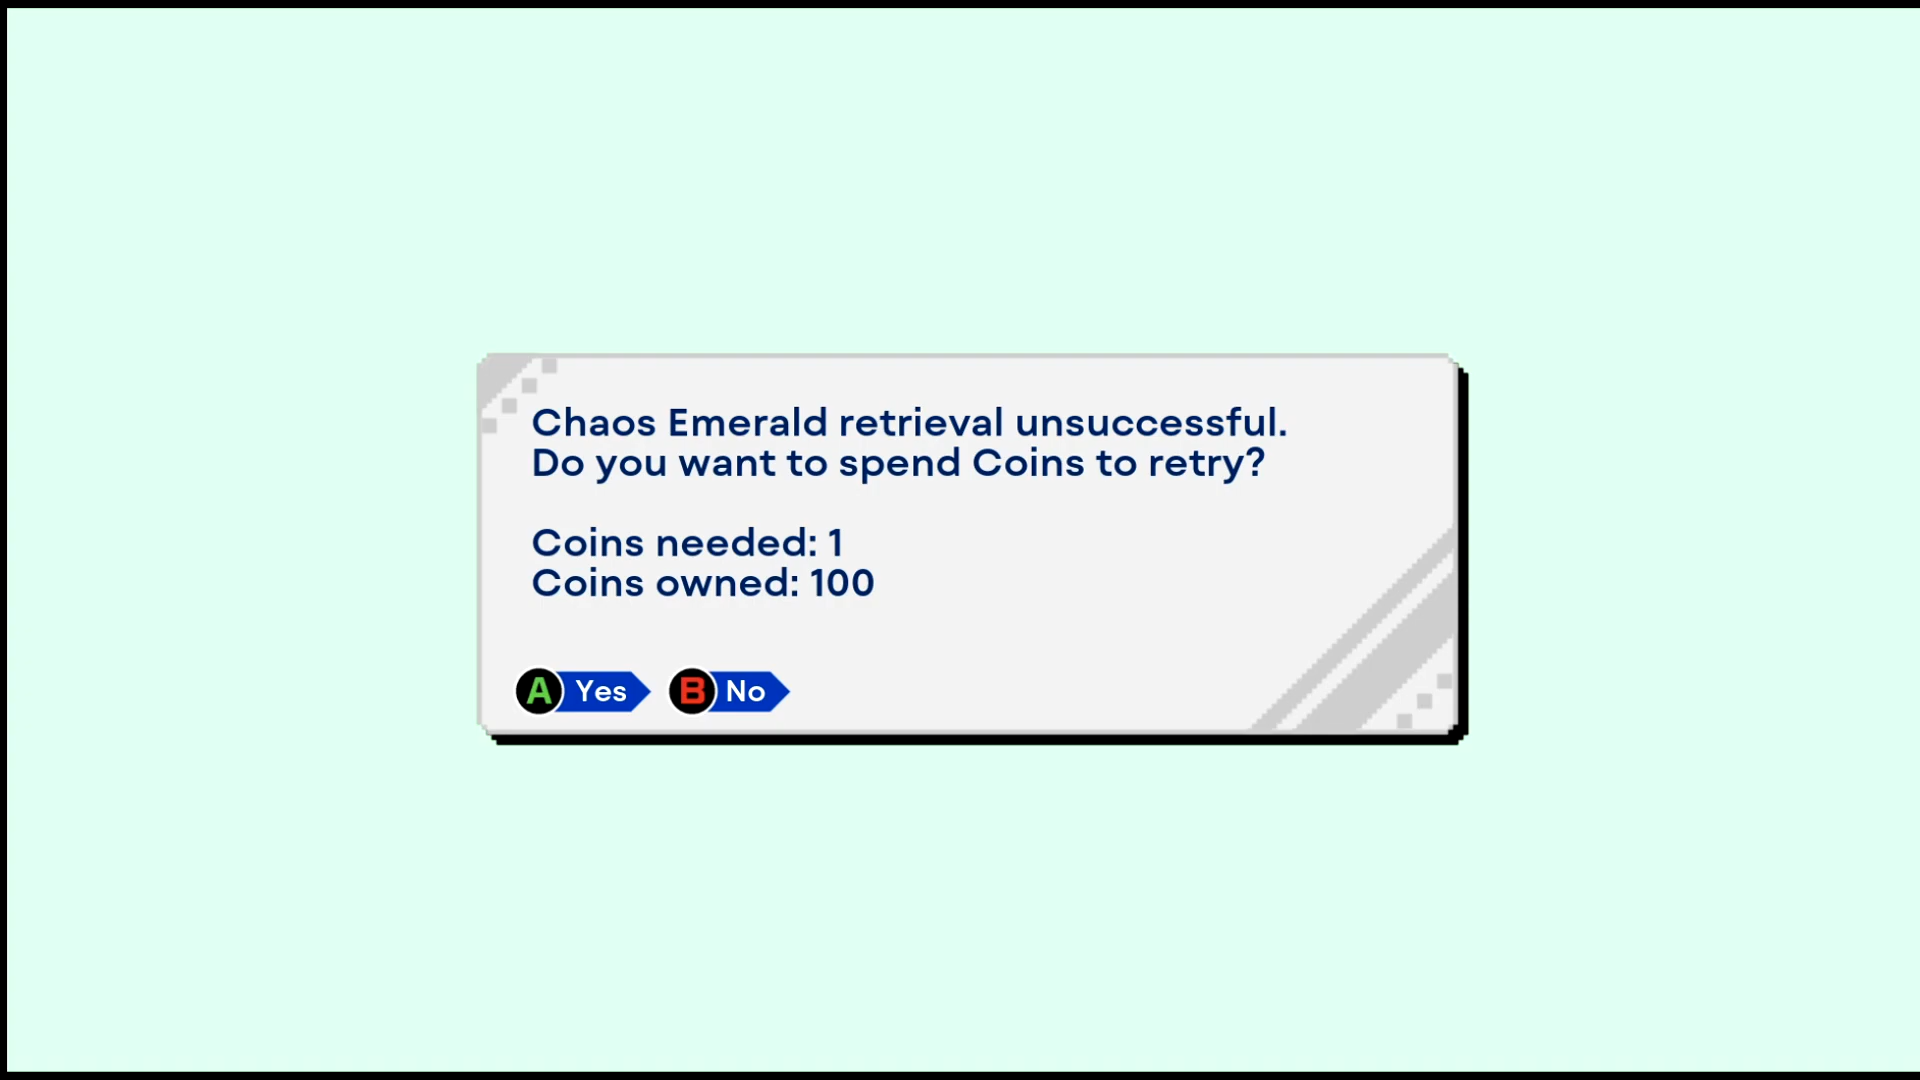 Chaos Emerald retrieval unsuccessful.
Do you want to spend Coins to retry?
Coins needed: 1
Coins owned: 100
A Yes B No